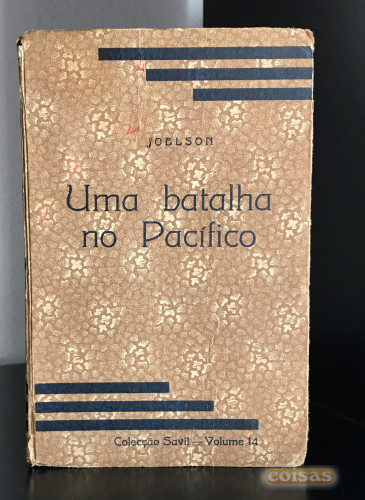 JOELSON
Uma batalha
no Pacífico
Colecção Savil — Volume 14
coisas